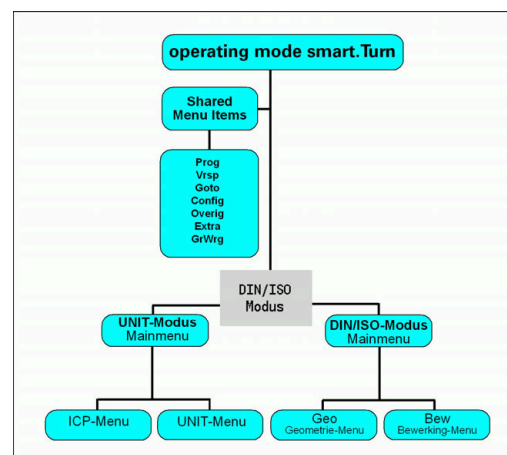 operating mode smart.Turn
Shared
Menu Items
Prog
Vrsp
Goto
Config
Overig
Extra
GrWrg
DIN/ISO
Modus
UNIT-Modus
Mainmenu
DIN/ISO-Modus
Mainmenu
ICP-Menu
UNIT-Menu
Geo
Geometrie-Menu
Bew
Bewerking-Menu